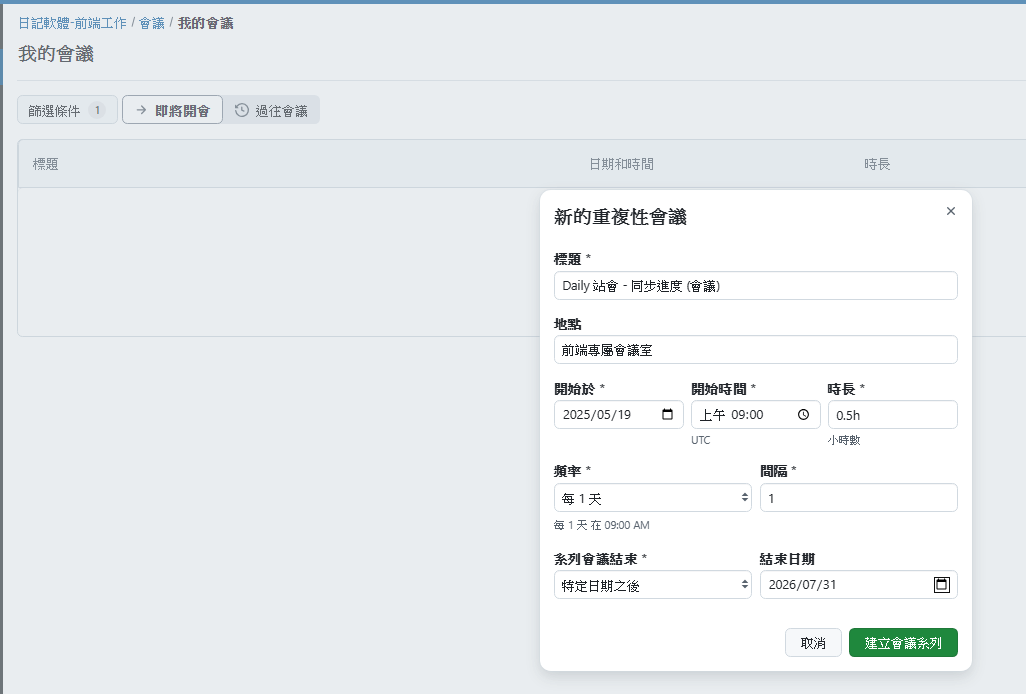 日記軟體-前端工作 / 會議 / 我的會議
我的會議
篩選條件 1 → 即將開會 過往會議
標題 日期和時間 時長
新的重複性會議 ×
標題 *
Daily 站會 - 同步進度 (會議)
地點
前端專屬會議室
開始於 * 開始時間 * 時長 *
2025/05/19 上午 09:00 0.5h
UTC 小時數
頻率 * 間隔 *
每 1 天 1
每 1 天 在 09:00 AM
系列會議結束 * 結束日期
特定日期之後 2026/07/31
取消 建立會議系列